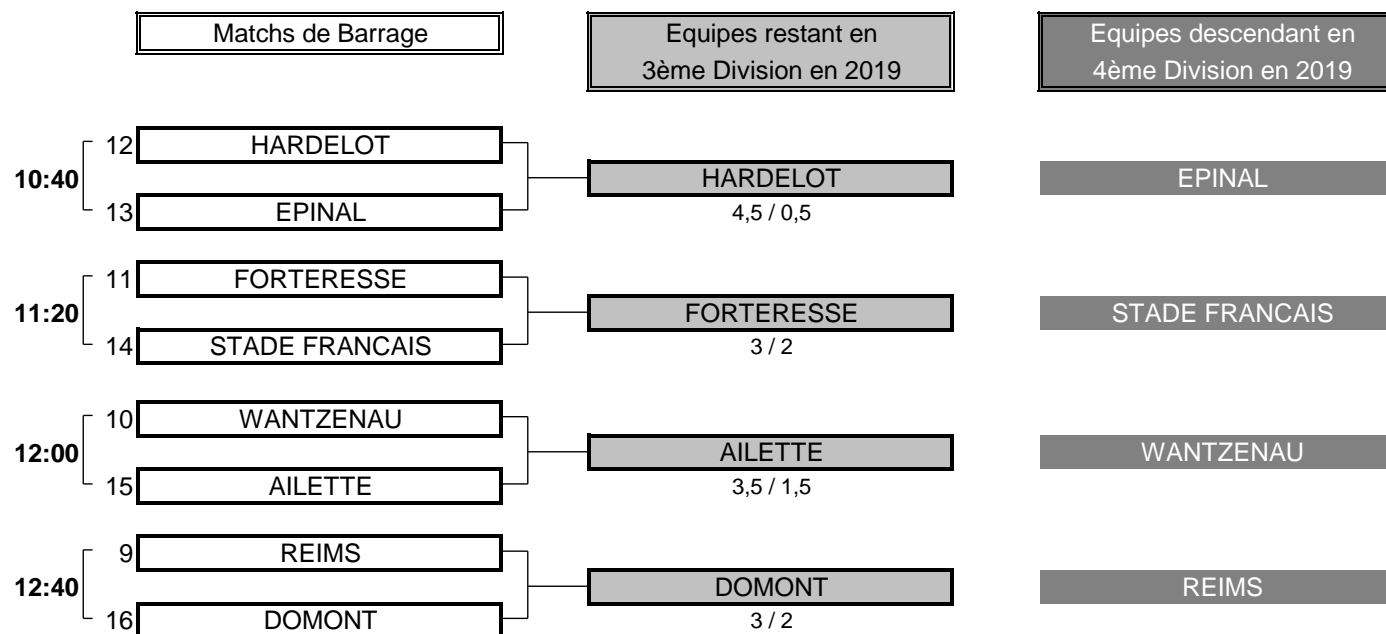 Matchs de Barrage
Equipes restant en
3ème Division en 2019
Equipes descendant en
4ème Division en 2019
10:40
12 HARDELOT
13 EPINAL
HARDELOT
4,5 / 0,5
EPINAL
11:20
11 FORTERESSE
14 STADE FRANCAIS
FORTERESSE
3 / 2
STADE FRANCAIS
12:00
10 WANTZENAU
15 AILETTE
AILETTE
3,5 / 1,5
WANTZENAU
12:40
9 REIMS
16 DOMONT
DOMONT
3 / 2
REIMS